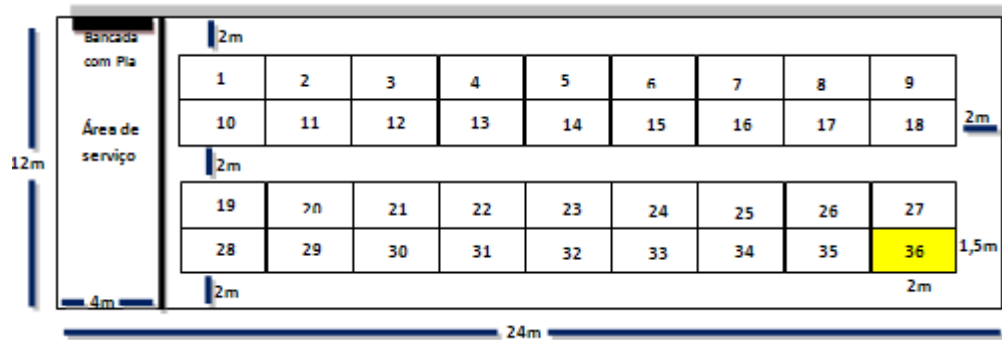 Bancada
com Pia
2m
1 2 3 4 5 6 7 8 9
10 11 12 13 14 15 16 17 18
2m
Área de
serviço
12m
2m
19 20 21 22 23 24 25 26 27
28 29 30 31 32 33 34 35 36
1,5m
2m
2m
4m
24m